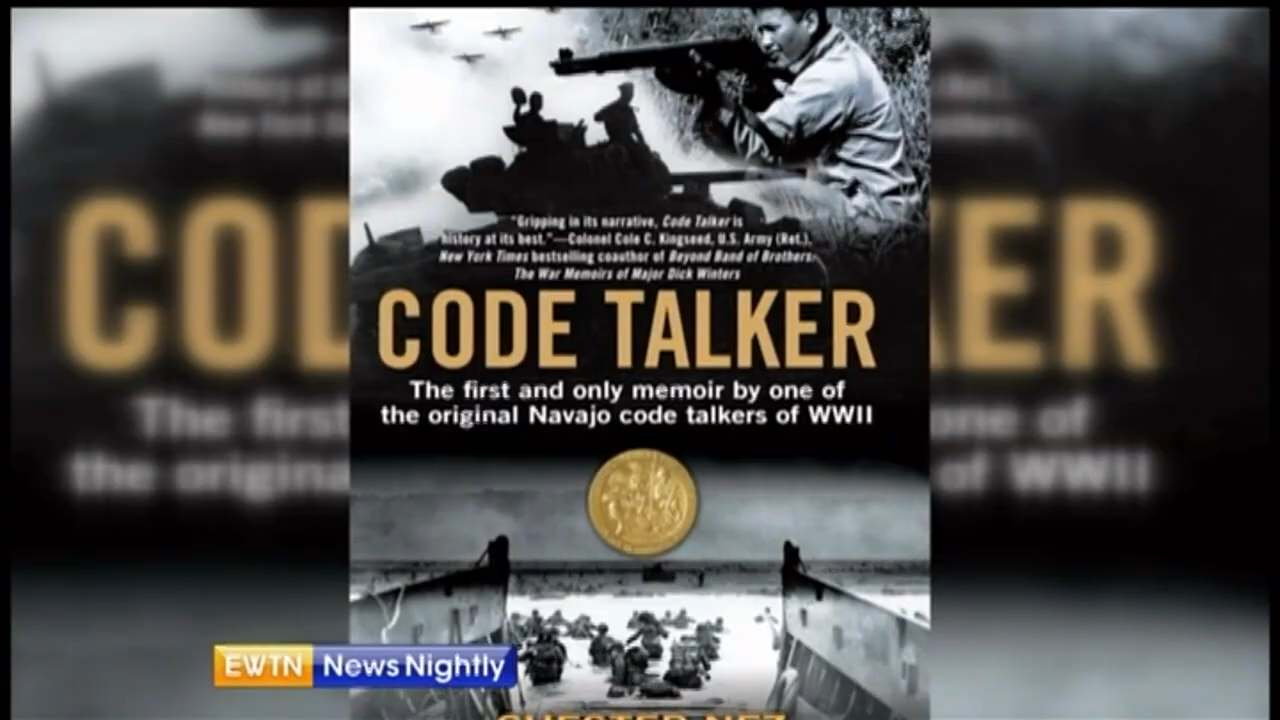 "Gripping in its narrative, Code Talker is
history at its best."—Colonel Cole C. Kingseed, U.S. Army (Ret.),
New York Times bestselling coauthor of Beyond Band of Brothers:
The War Memoirs of Major Dick Winters
CODE TALKER
The first and only memoir by one of
the original Navajo code talkers of WWII
EWTN News Nightly
CHESTER NEZ